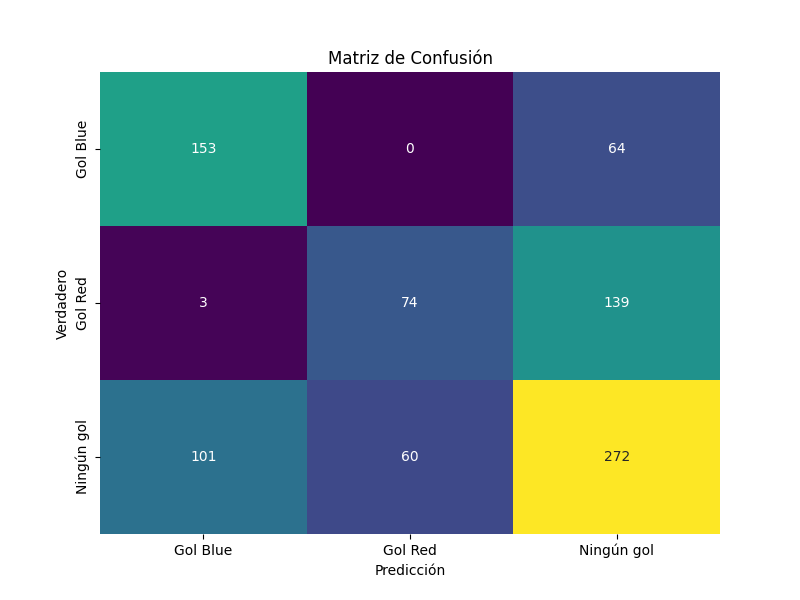 Matriz de Confusión
Verdadero
Gol Blue
153 0 64
Gol Red
3 74 139
Ningún gol
101 60 272
Gol Blue Gol Red Ningún gol
Predicción